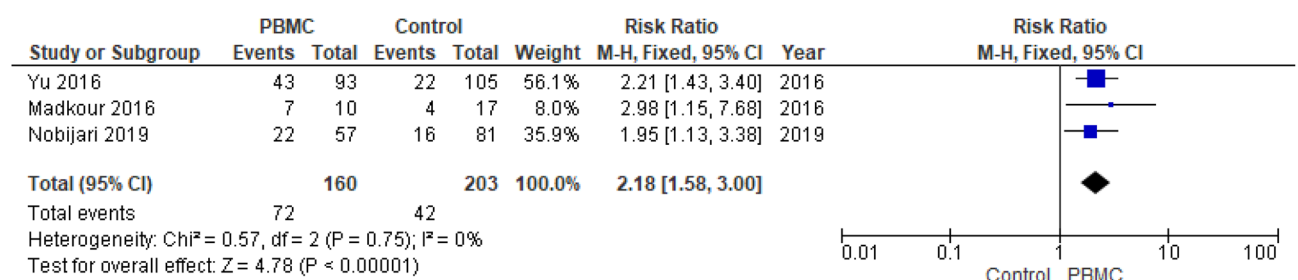 PBMC Control Risk Ratio Risk Ratio
Study or Subgroup Events Total Events Total Weight M-H, Fixed, 95% CI Year M-H, Fixed, 95% CI
Yu 2016 43 93 22 105 56.1% 2.21 [1.43, 3.40] 2016
Madkour 2016 7 10 4 17 8.0% 2.98 [1.15, 7.68] 2016
Nobijari 2019 22 57 16 81 35.9% 1.95 [1.13, 3.38] 2019
Total (95% CI) 160 203 100.0% 2.18 [1.58, 3.00]
Total events 72 42
Heterogeneity: Chi² = 0.57, df = 2 (P = 0.75); I² = 0%
Test for overall effect: Z = 4.78 (P < 0.00001)
0.01 0.1 1 10 100
Control PBMC